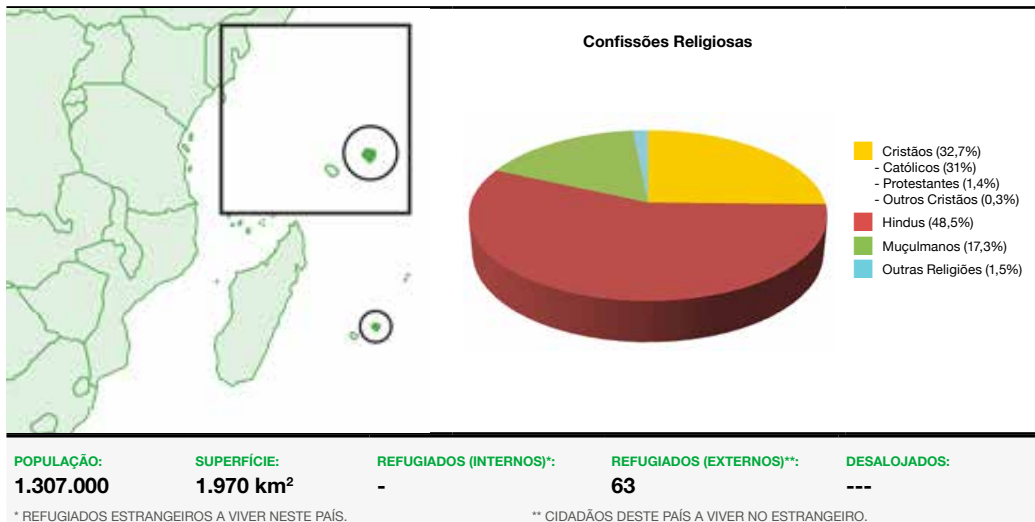 Confissões Religiosas
Cristãos (32,7%)
- Católicos (31%)
- Protestantes (1,4%)
- Outros Cristãos (0,3%)
Hindus (48,5%)
Muçulmanos (17,3%)
Outras Religiões (1,5%)
POPULAÇÃO:
1.307.000
SUPERFÍCIE:
1.970 km²
REFUGIADOS (INTERNOS)*:
-
REFUGIADOS (EXTERNOS)**:
63
DESALOJADOS:
---
* REFUGIADOS ESTRANGEIROS A VIVER NESTE PAÍS.
** CIDADÃOS DESTE PAÍS A VIVER NO ESTRANGEIRO.